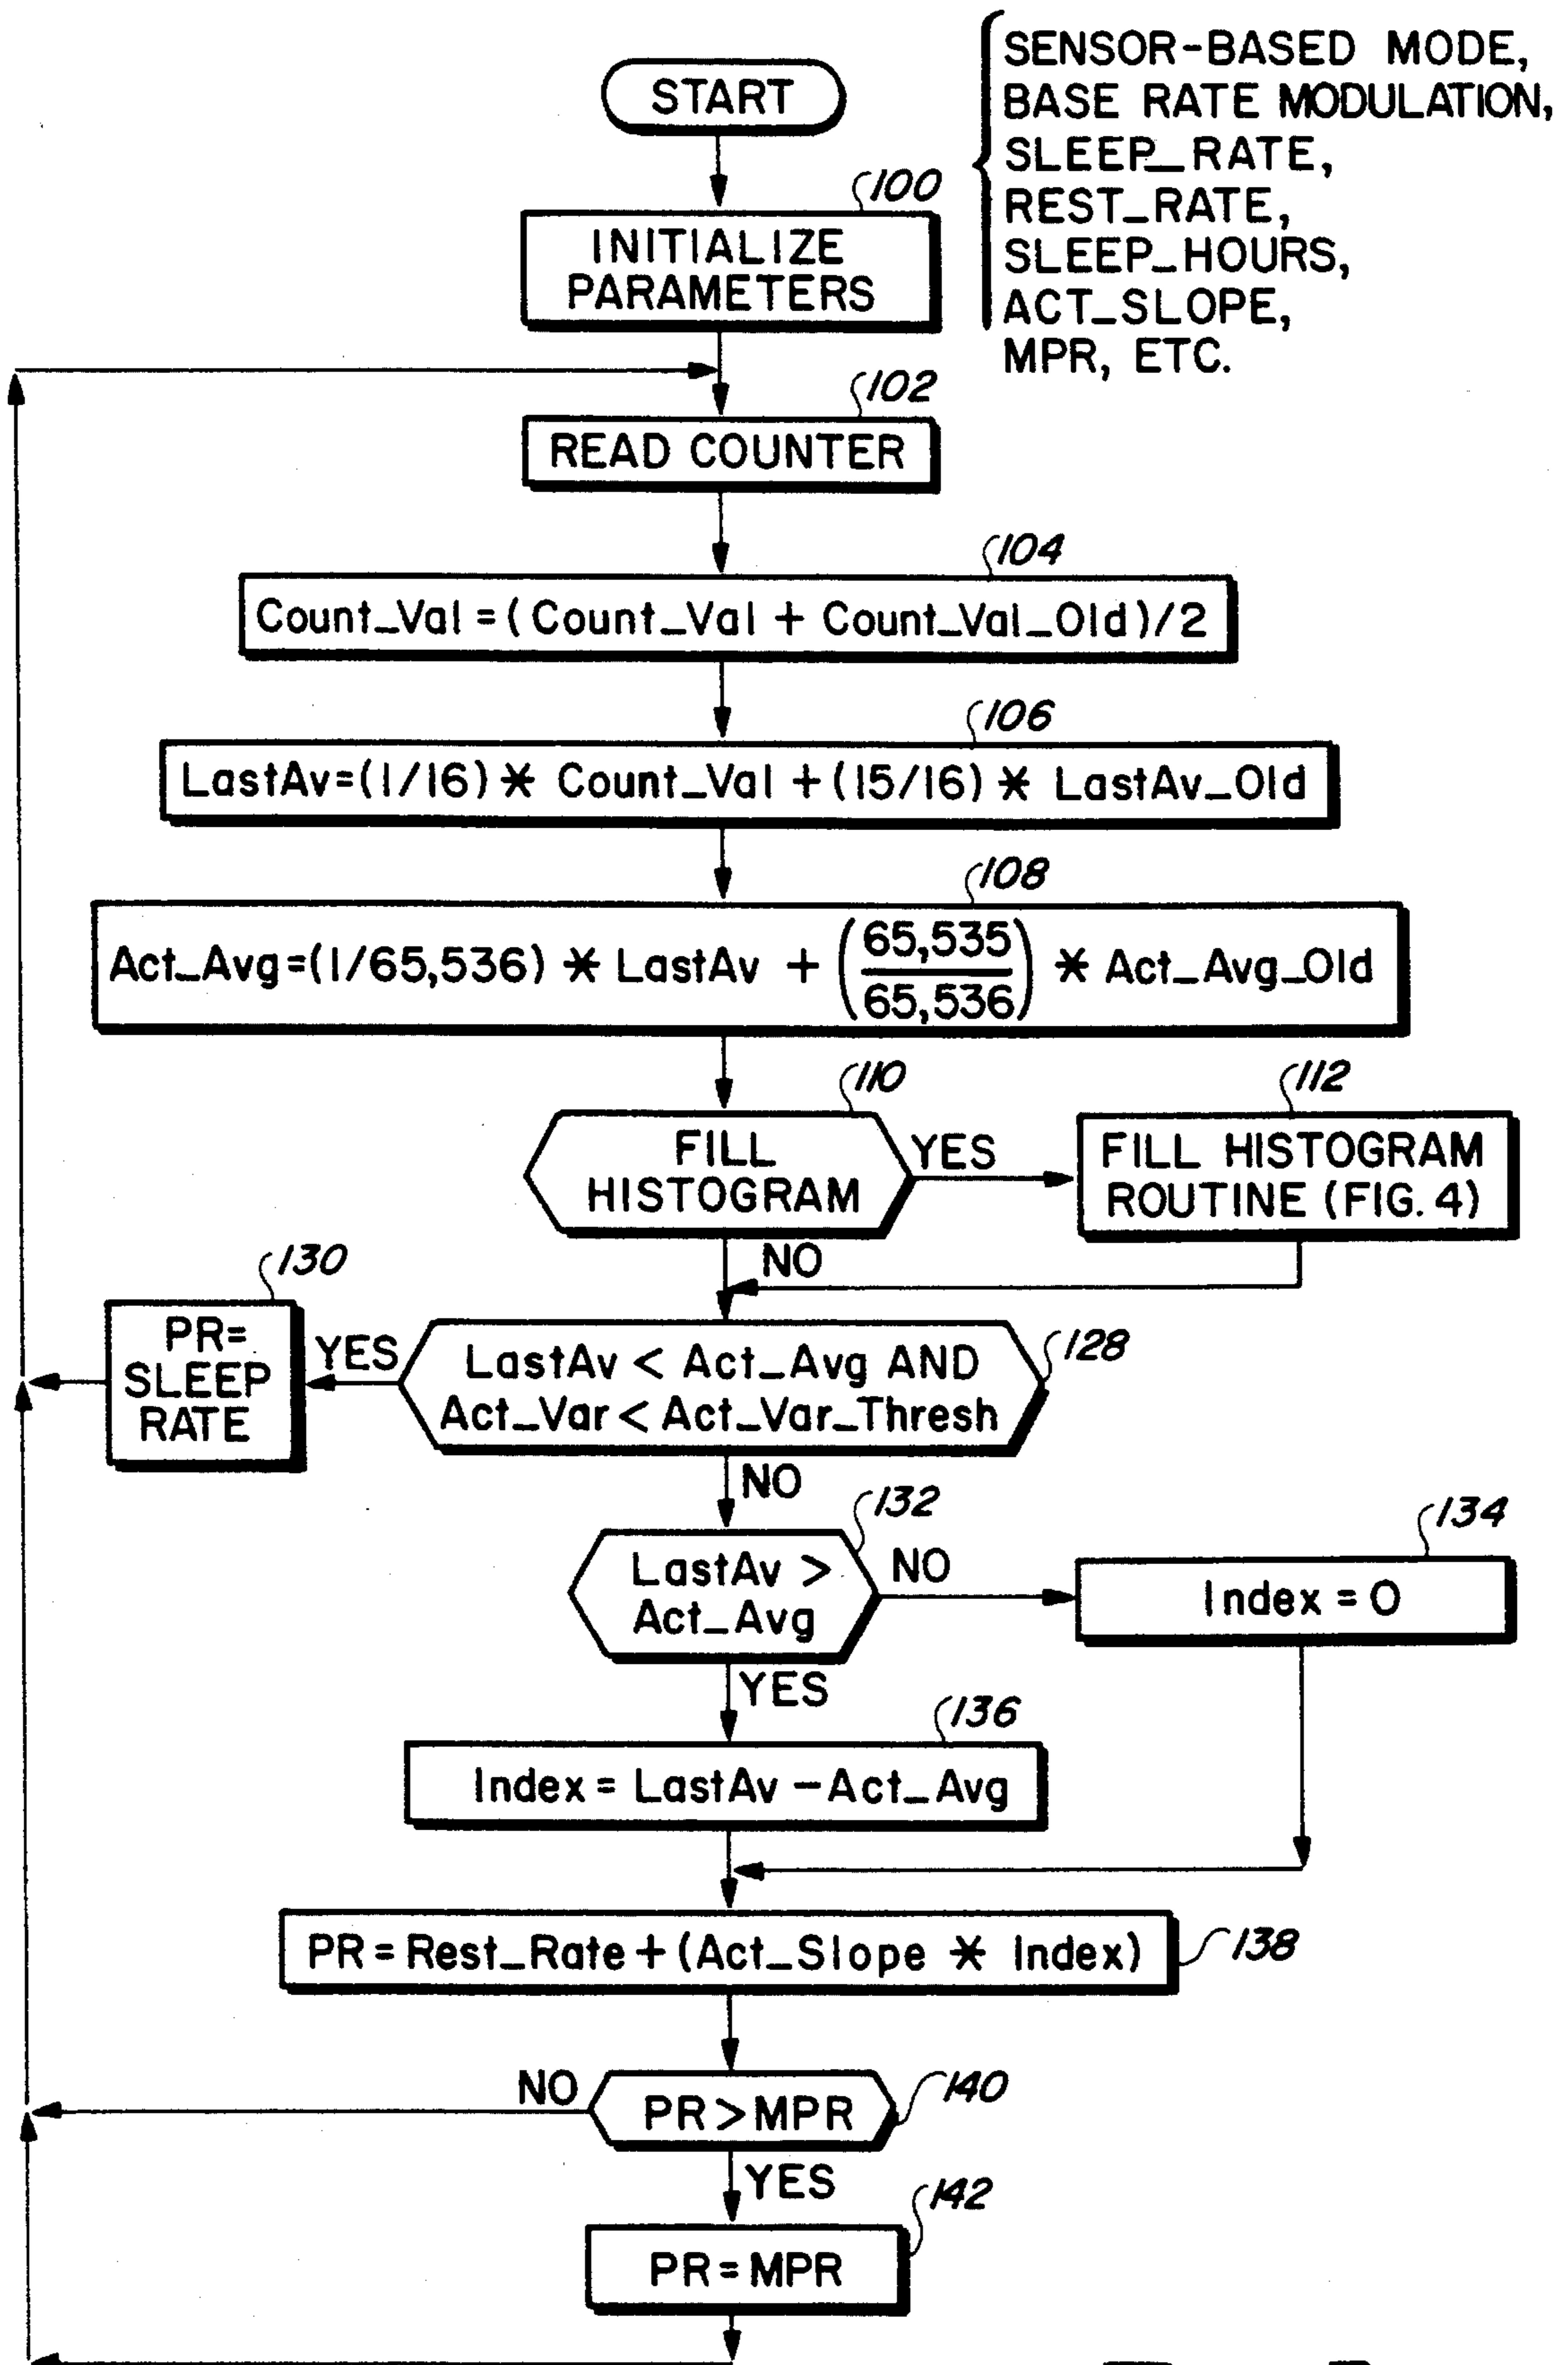 START
SENSOR-BASED MODE,
BASE RATE MODULATION,
SLEEP_RATE,
REST_RATE,
SLEEP_HOURS,
ACT_SLOPE,
MPR, ETC.
100
INITIALIZE
PARAMETERS
102
READ COUNTER
104
Count_Val = (Count_Val + Count_Val_Old)/2
106
LastAv=(1/16) * Count_Val + (15/16) * LastAv_Old
108
Act_Avg=(1/65,536) * LastAv + (65,535/65,536) * Act_Avg_Old
110
FILL
HISTOGRAM
YES
NO
112
FILL HISTOGRAM
ROUTINE (FIG. 4)
130
PR=
SLEEP
RATE
YES
128
LastAv < Act_Avg AND
Act_Var < Act_Var_Thresh
NO
132
LastAv >
Act_Avg
NO
134
Index = 0
YES
136
Index = LastAv - Act_Avg
PR = Rest_Rate + (Act_Slope * Index)
138
NO
PR > MPR
140
YES
142
PR = MPR